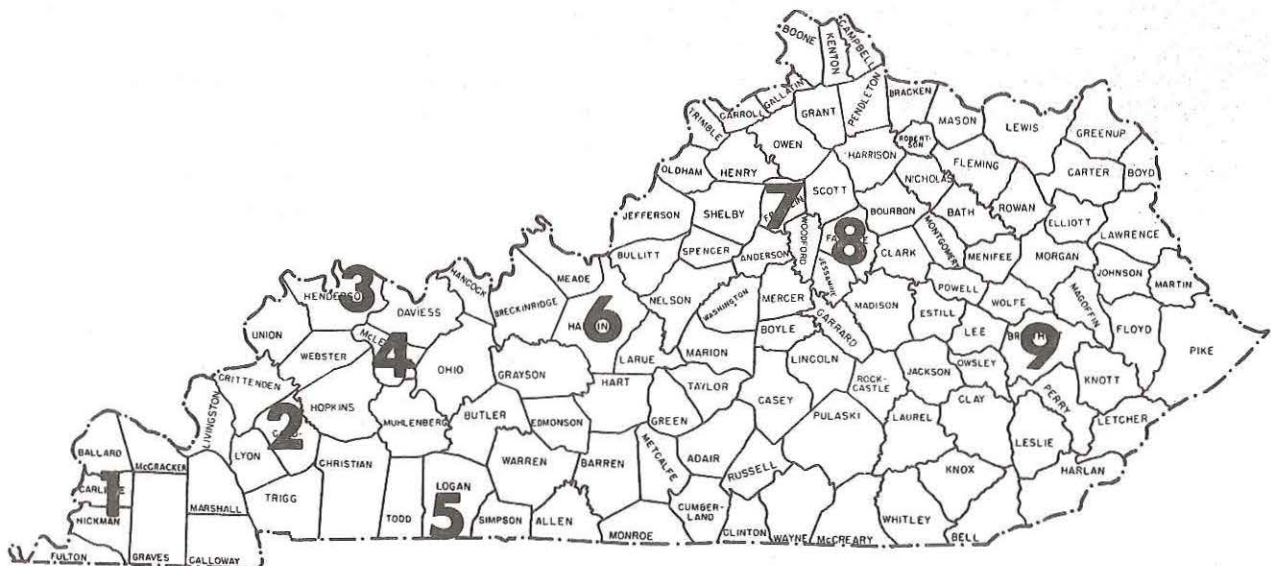 BOONE
KENTON
CAMPBELL
GALLATIN
CARROLL
TRIMBLE
GRANT
PENDLETON
BRACKEN
MASON
LEWIS
GREENUP
OWEN
ROBERT-
SON
HARRISON
FLEMING
CARTER
BOYD
OLDHAM
HENRY
NICHOLAS
7
SCOTT
ROWAN
ELLIOTT
JEFFERSON
SHELBY
WOODFORD
8
BOURBON
BATH
MONTGOMERY
LAWRENCE
SPENCER
ANDERSON
CLARK
MENIFEE
MORGAN
BULLITT
JESSAMINE
POWELL
JOHNSON
MARTIN
3
HANCOCK
MEADE
BRECKINRIDGE
NELSON
WASHINGTON
MERCER
MADISON
ESTILL
WOLFE
MAGOFFIN
FLOYD
PIKE
DAVIESS
6
GARRARD
LEE
9
UNION
4
BOYLE
WEBSTER
OHIO
GRAYSON
LARUE
MARION
LINCOLN
JACKSON
OWSLEY
KNOTT
CRITTENDEN
HART
TAYLOR
CASEY
ROCK-
CASTLE
CLAY
PERRY
LIVINGSTON
2
HOPKINS
MUHLENBERG
BUTLER
EDMONSON
GREEN
PULASKI
LAUREL
LETCHER
LESLIE
BALLARD
McCRACKEN
LYON
CHRISTIAN
WARREN
BARREN
METCALFE
ADAIR
RUSSELL
KNOX
HARLAN
1
TRIGG
TODD
LOGAN
5
SIMPSON
ALLEN
MONROE
CUMBER-
LAND
CLINTON
WAYNE
McCREARY
WHITLEY
BELL
HICKMAN
MARSHALL
FULTON
GRAVES
CALLOWAY